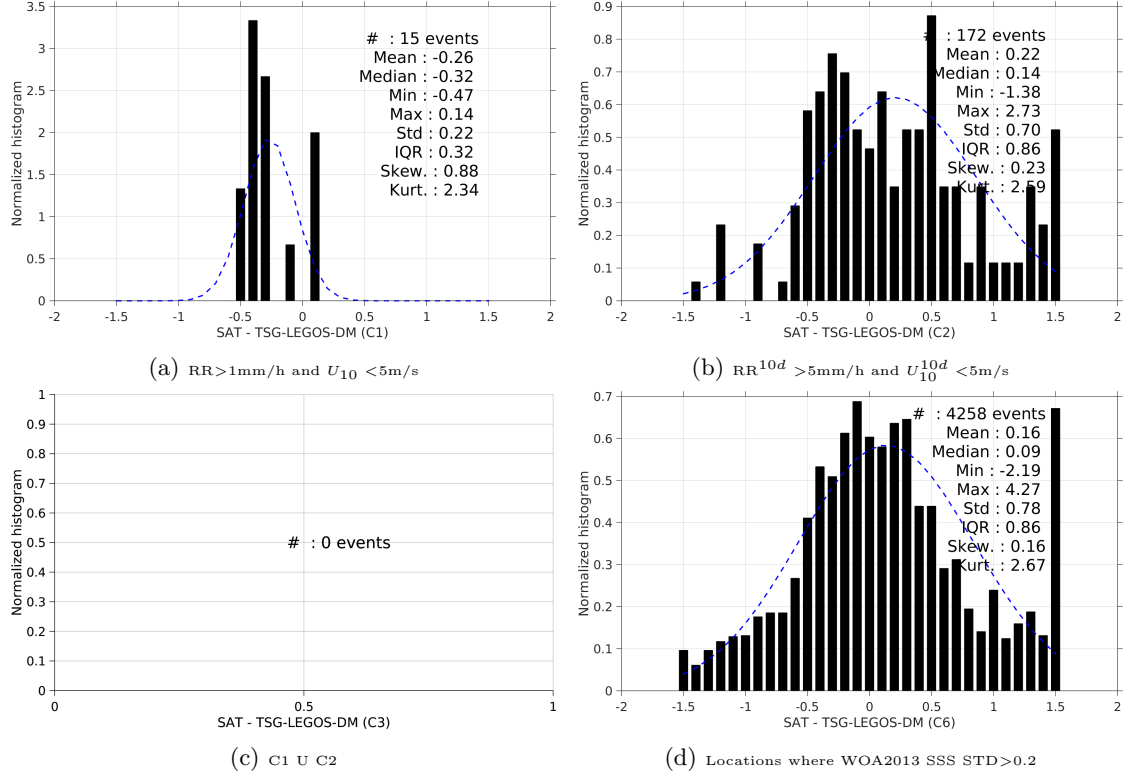 3.5
3
2.5
2
1.5
1
0.5
0
-2
-1.5
-1
-0.5
0
0.5
1
1.5
2
Normalized histogram
SAT - TSG-LEGOS-DM (C1)
# : 15 events
Mean : -0.26
Median : -0.32
Min : -0.47
Max : 0.14
Std : 0.22
IQR : 0.32
Skew. : 0.88
Kurt. : 2.34
(a) RR>1mm/h and U10 <5m/s
0.9
0.8
0.7
0.6
0.5
0.4
0.3
0.2
0.1
0
-2
-1.5
-1
-0.5
0
0.5
1
1.5
2
Normalized histogram
SAT - TSG-LEGOS-DM (C2)
# : 172 events
Mean : 0.22
Median : 0.14
Min : -1.38
Max : 2.73
Std : 0.70
IQR : 0.86
Skew. : 0.23
Kurt. : 2.59
(b) RR^10d >5mm/h and U10^10d <5m/s
1
0.9
0.8
0.7
0.6
0.5
0.4
0.3
0.2
0.1
0
0
0.5
1
Normalized histogram
SAT - TSG-LEGOS-DM (C3)
# : 0 events
(c) C1 U C2
0.7
0.6
0.5
0.4
0.3
0.2
0.1
0
-2
-1.5
-1
-0.5
0
0.5
1
1.5
2
Normalized histogram
SAT - TSG-LEGOS-DM (C6)
# : 4258 events
Mean : 0.16
Median : 0.09
Min : -2.19
Max : 4.27
Std : 0.78
IQR : 0.86
Skew. : 0.16
Kurt. : 2.67
(d) Locations where WOA2013 SSS STD>0.2